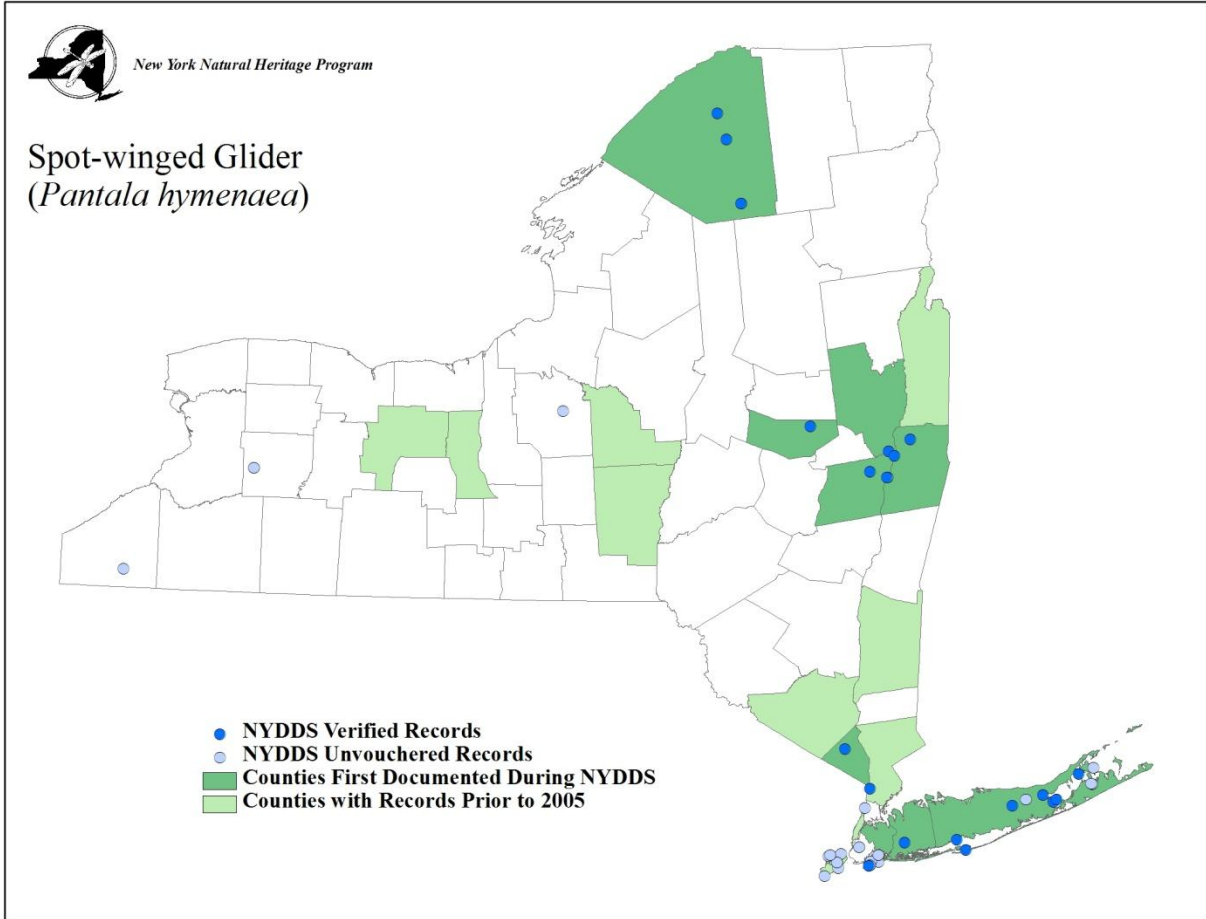 New York Natural Heritage Program
Spot-winged Glider
(Pantala hymenaea)
NYDDS Verified Records
NYDDS Unvouchered Records
Counties First Documented During NYDDS
Counties with Records Prior to 2005